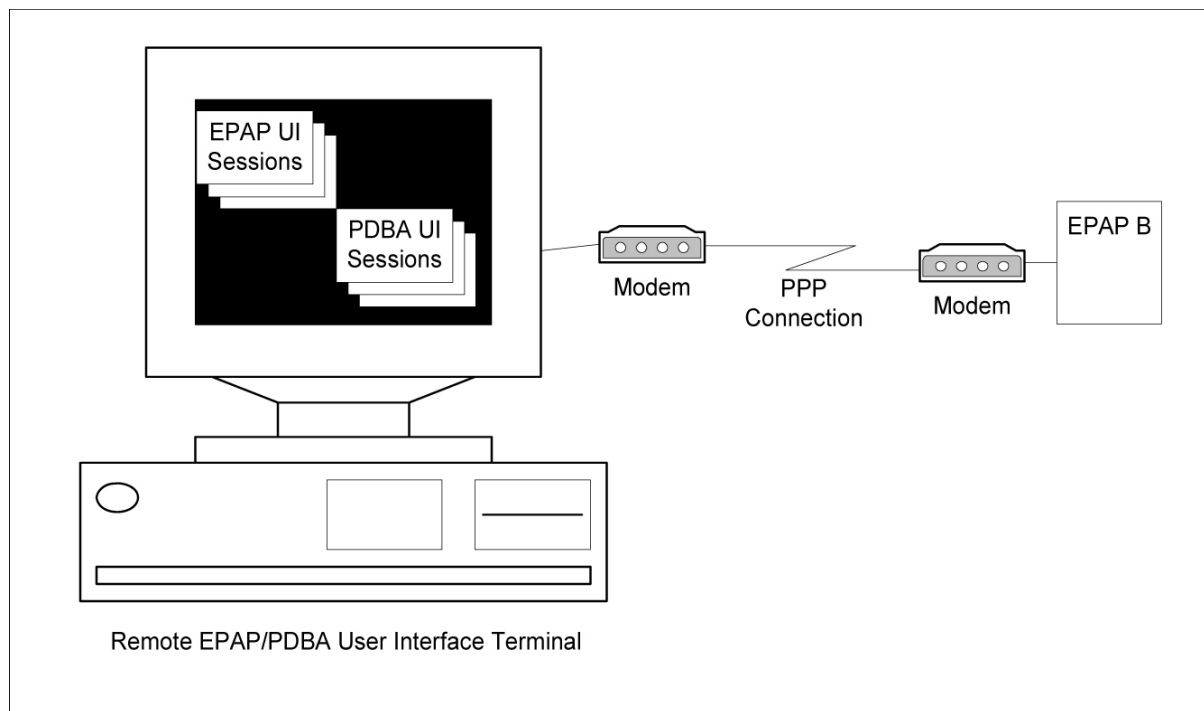 EPAP UI
Sessions
PDBA UI
Sessions
Modem
PPP
Connection
Modem
EPAP B
Remote EPAP/PDBA User Interface Terminal